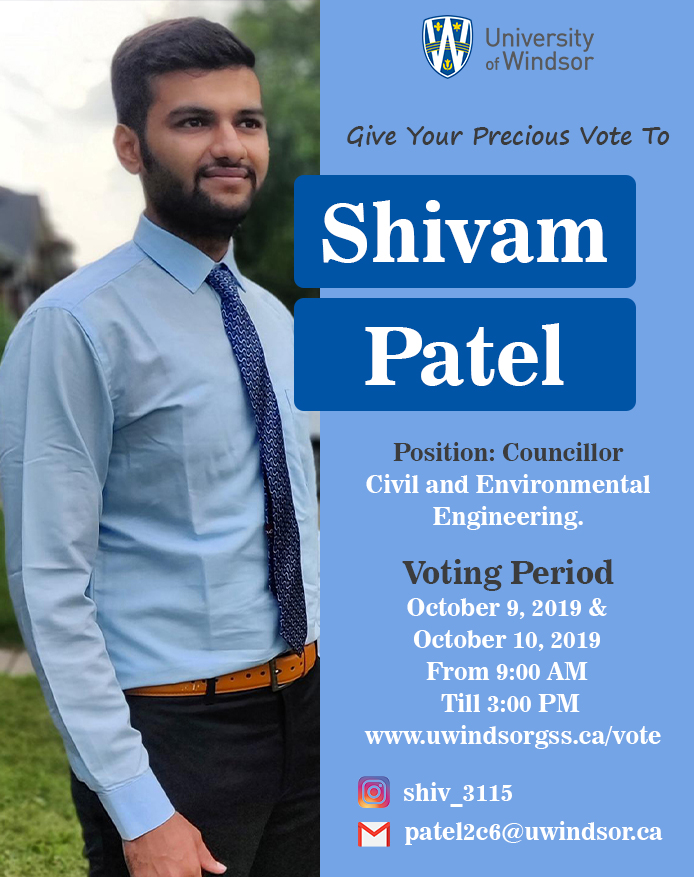 University
of Windsor
Give Your Precious Vote To
Shivam
Patel
Position: Councillor
Civil and Environmental
Engineering.
Voting Period
October 9, 2019 &
October 10, 2019
From 9:00 AM
Till 3:00 PM
www.uwindsorgss.ca/vote
shiv_3115
patel2c6@uwindsor.ca